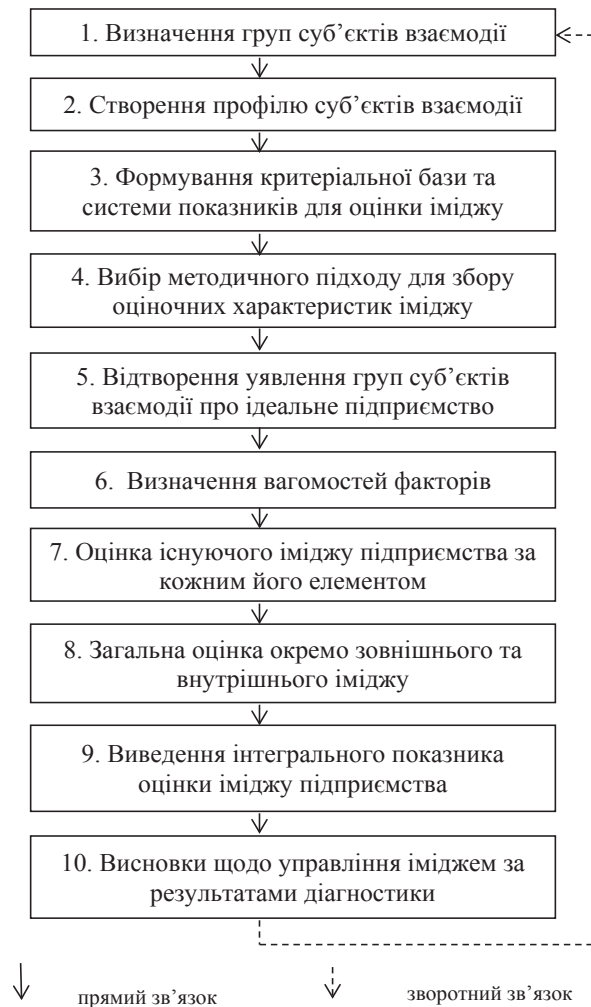 1. Визначення груп суб’єктів взаємодії
2. Створення профілю суб’єктів взаємодії
3. Формування критеріальної бази та
системи показників для оцінки іміджу
4. Вибір методичного підходу для збору
оціночних характеристик іміджу
5. Відтворення уявлення груп суб’єктів
взаємодії про ідеальне підприємство
6. Визначення вагомостей факторів
7. Оцінка існуючого іміджу підприємства за
кожним його елементом
8. Загальна оцінка окремо зовнішнього та
внутрішнього іміджу
9. Виведення інтегрального показника
оцінки іміджу підприємства
10. Висновки щодо управління іміджем за
результатами діагностики
прямий зв’язок зворотний зв’язок